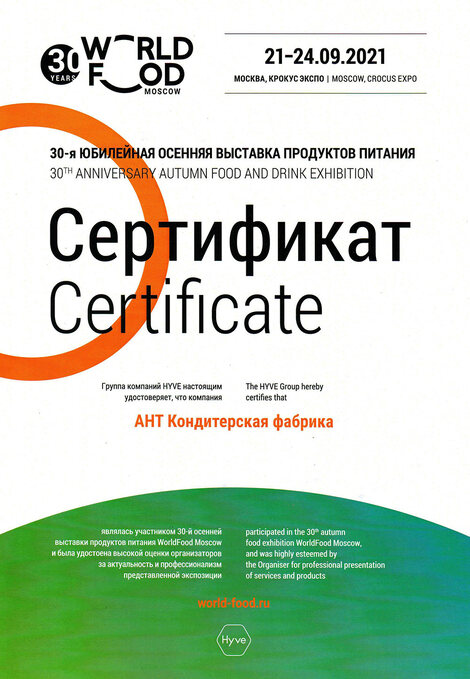 30 YEARS
WORLD
FOOD
MOSCOW
21–24.09.2021
МОСКВА, КРОКУС ЭКСПО | MOSCOW, CROCUS EXPO
30-я ЮБИЛЕЙНАЯ ОСЕННЯЯ ВЫСТАВКА ПРОДУКТОВ ПИТАНИЯ
30TH ANNIVERSARY AUTUMN FOOD AND DRINK EXHIBITION
Сертификат
Certificate
Группа компаний HYVE настоящим
удостоверяет, что компания
The HYVE Group hereby
certifies that
АНТ Кондитерская фабрика
являлась участником 30-й осенней
выставки продуктов питания WorldFood Moscow
и была удостоена высокой оценки организаторов
за актуальность и профессионализм
представленной экспозиции
participated in the 30th autumn
food exhibition WorldFood Moscow,
and was highly esteemed by
the Organiser for professional presentation
of services and products
world-food.ru
Hyve